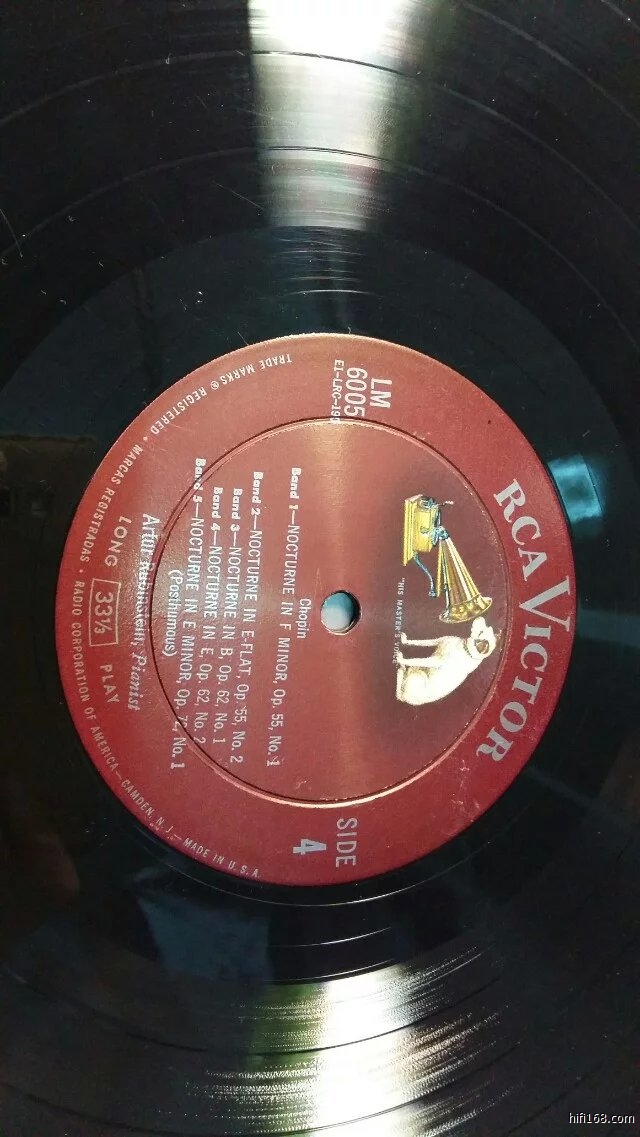 RCA VICTOR
"HIS MASTER'S VOICE"
LM
6005
E1-LRC-190
SIDE
4
Chopin
Band 1—NOCTURNE IN F MINOR, Op. 55, No. 1
Band 2—NOCTURNE IN E-FLAT, Op. 55, No. 2
Band 3—NOCTURNE IN B, Op. 62, No. 1
Band 4—NOCTURNE IN E, Op. 62, No. 2
Band 5—NOCTURNE IN E MINOR, Op. 72, No. 1
(Posthumous)
Artur Rubinstein, Pianist
LONG 33⅓ PLAY
TRADE MARKS ® REGISTERED • MARCAS REGISTRADAS • RADIO CORPORATION OF AMERICA—CAMDEN, N. J.—MADE IN U. S. A.
hifi168.com